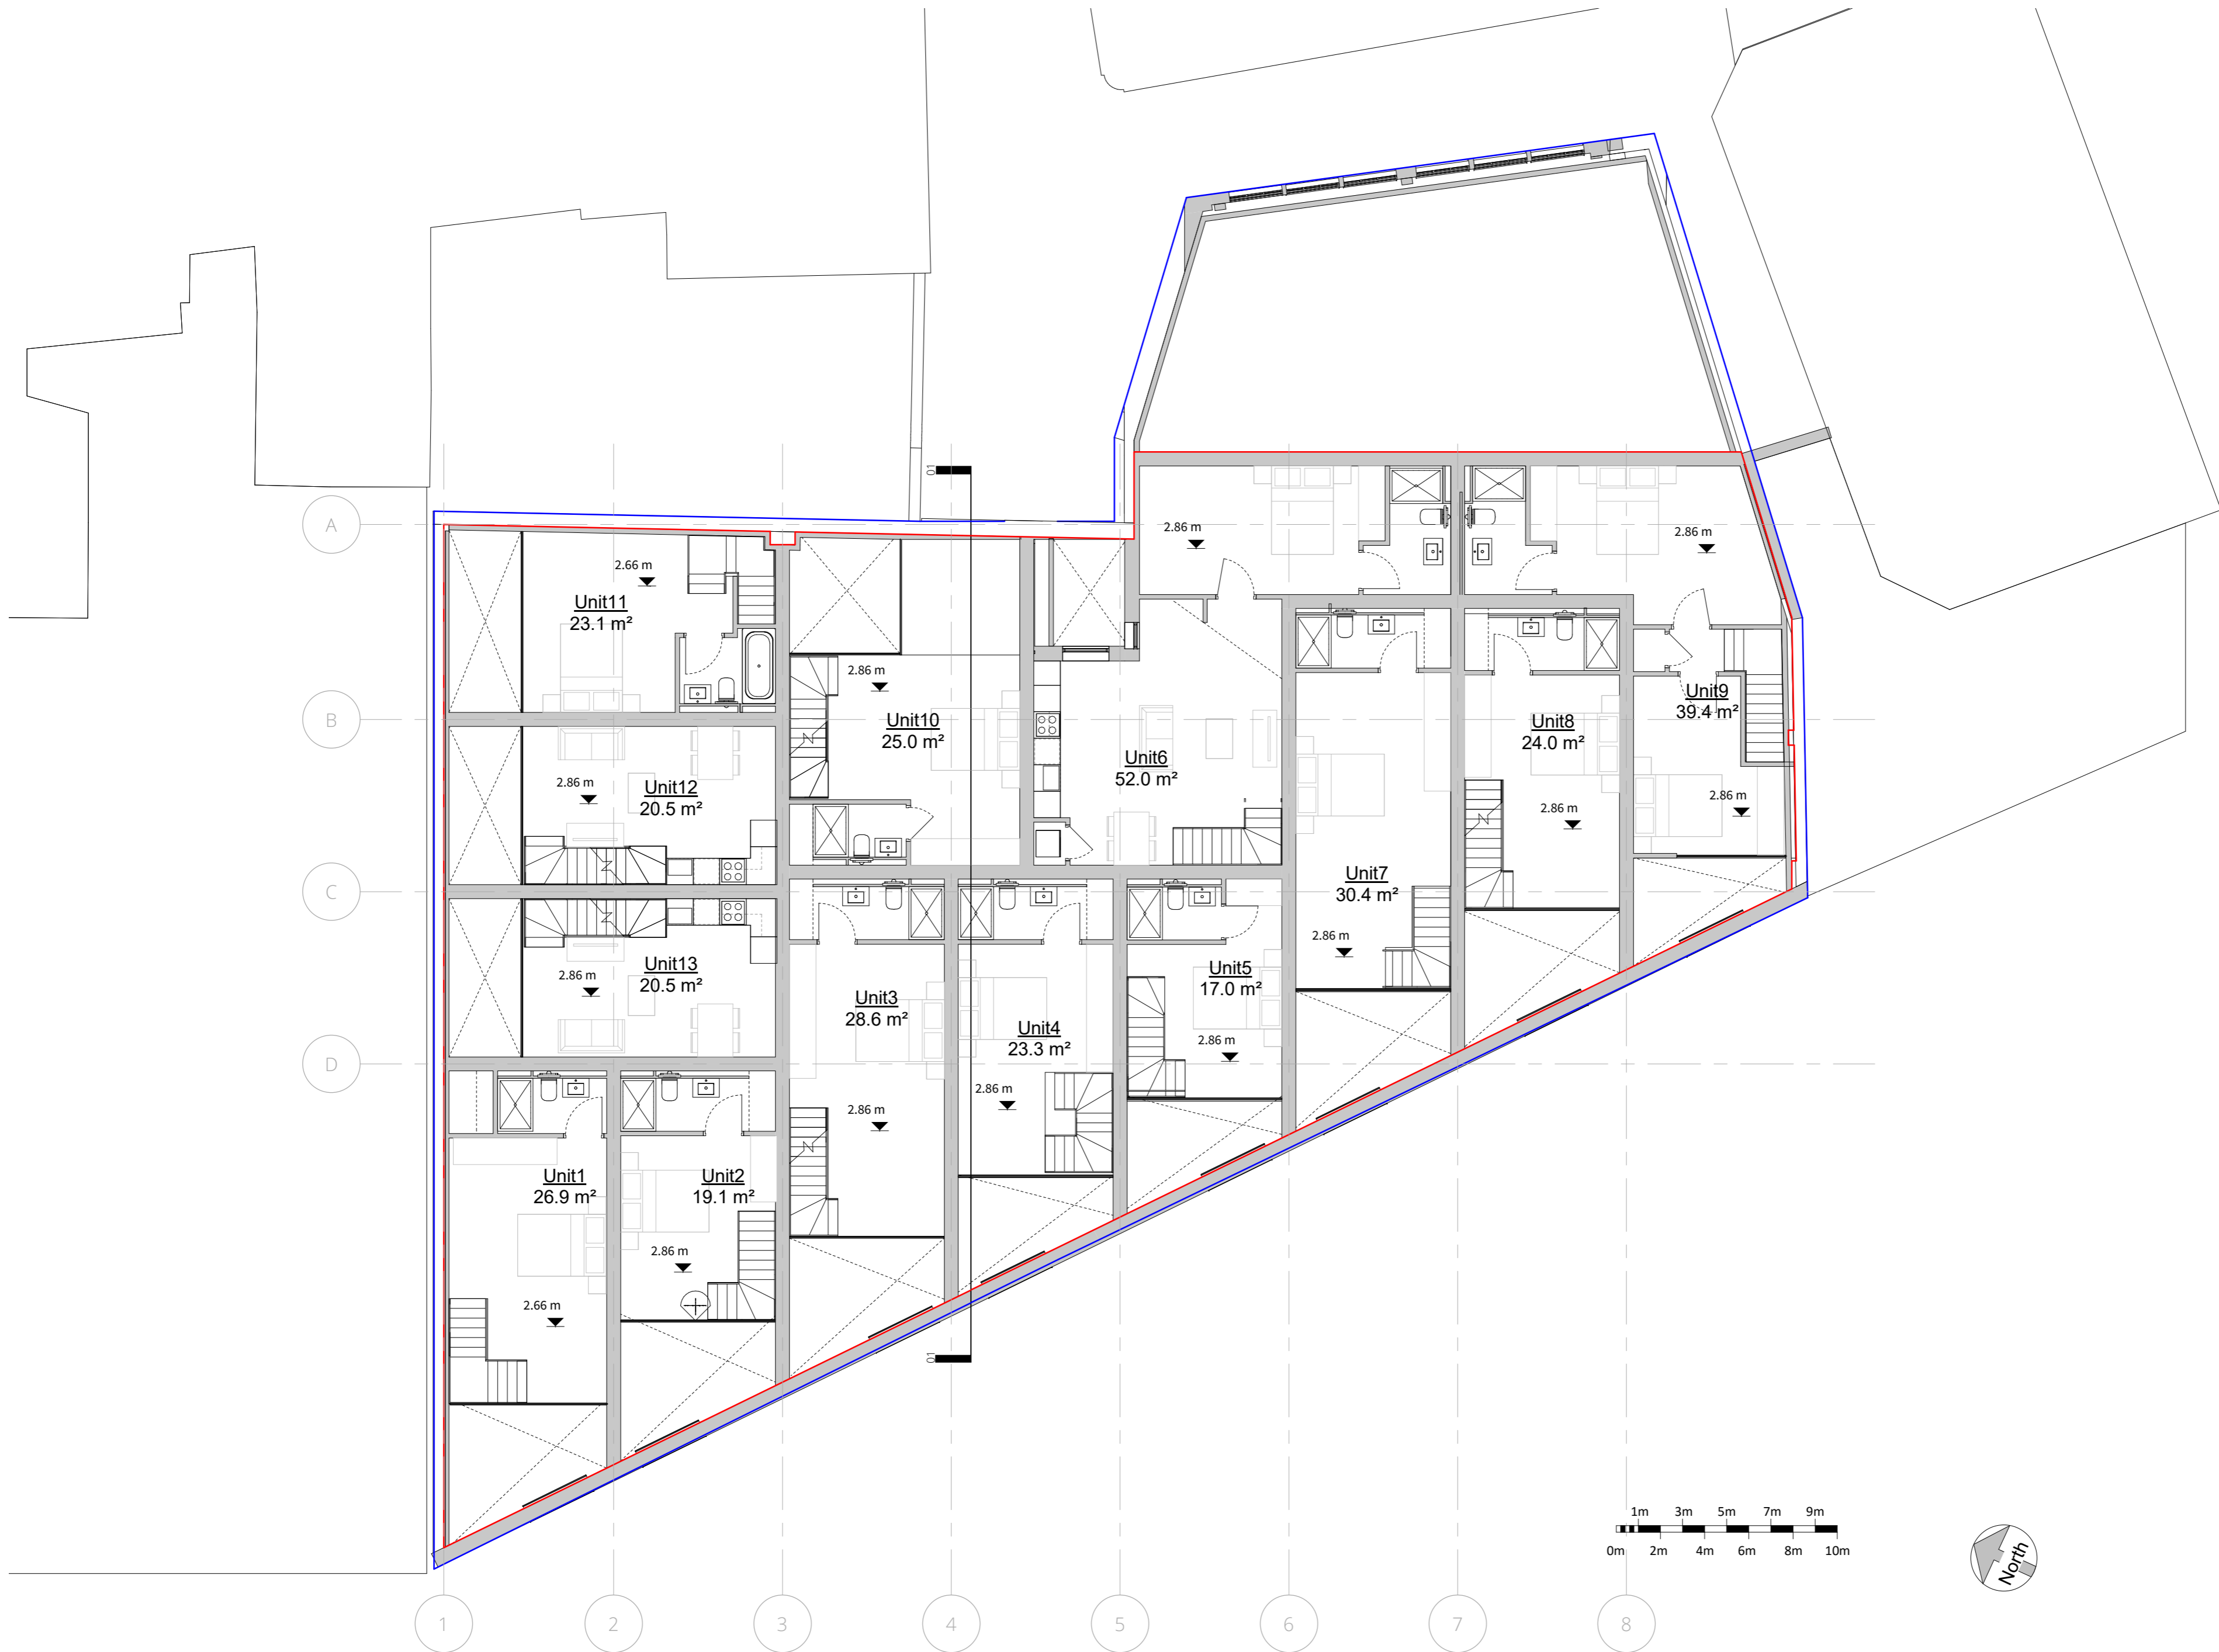 01
A
2.86 m
2.86 m
2.66 m
Unit11
23.1 m²
2.86 m
Unit9
39.4 m²
B
Unit10
25.0 m²
Unit8
24.0 m²
Unit6
52.0 m²
2.86 m
Unit12
20.5 m²
2.86 m
2.86 m
Unit7
30.4 m²
C
2.86 m
Unit13
20.5 m²
2.86 m
Unit5
17.0 m²
Unit3
28.6 m²
Unit4
23.3 m²
2.86 m
D
2.86 m
2.86 m
Unit1
26.9 m²
Unit2
19.1 m²
2.86 m
2.66 m
01
1m 3m 5m 7m 9m
0m 2m 4m 6m 8m 10m
North
1 2 3 4 5 6 7 8